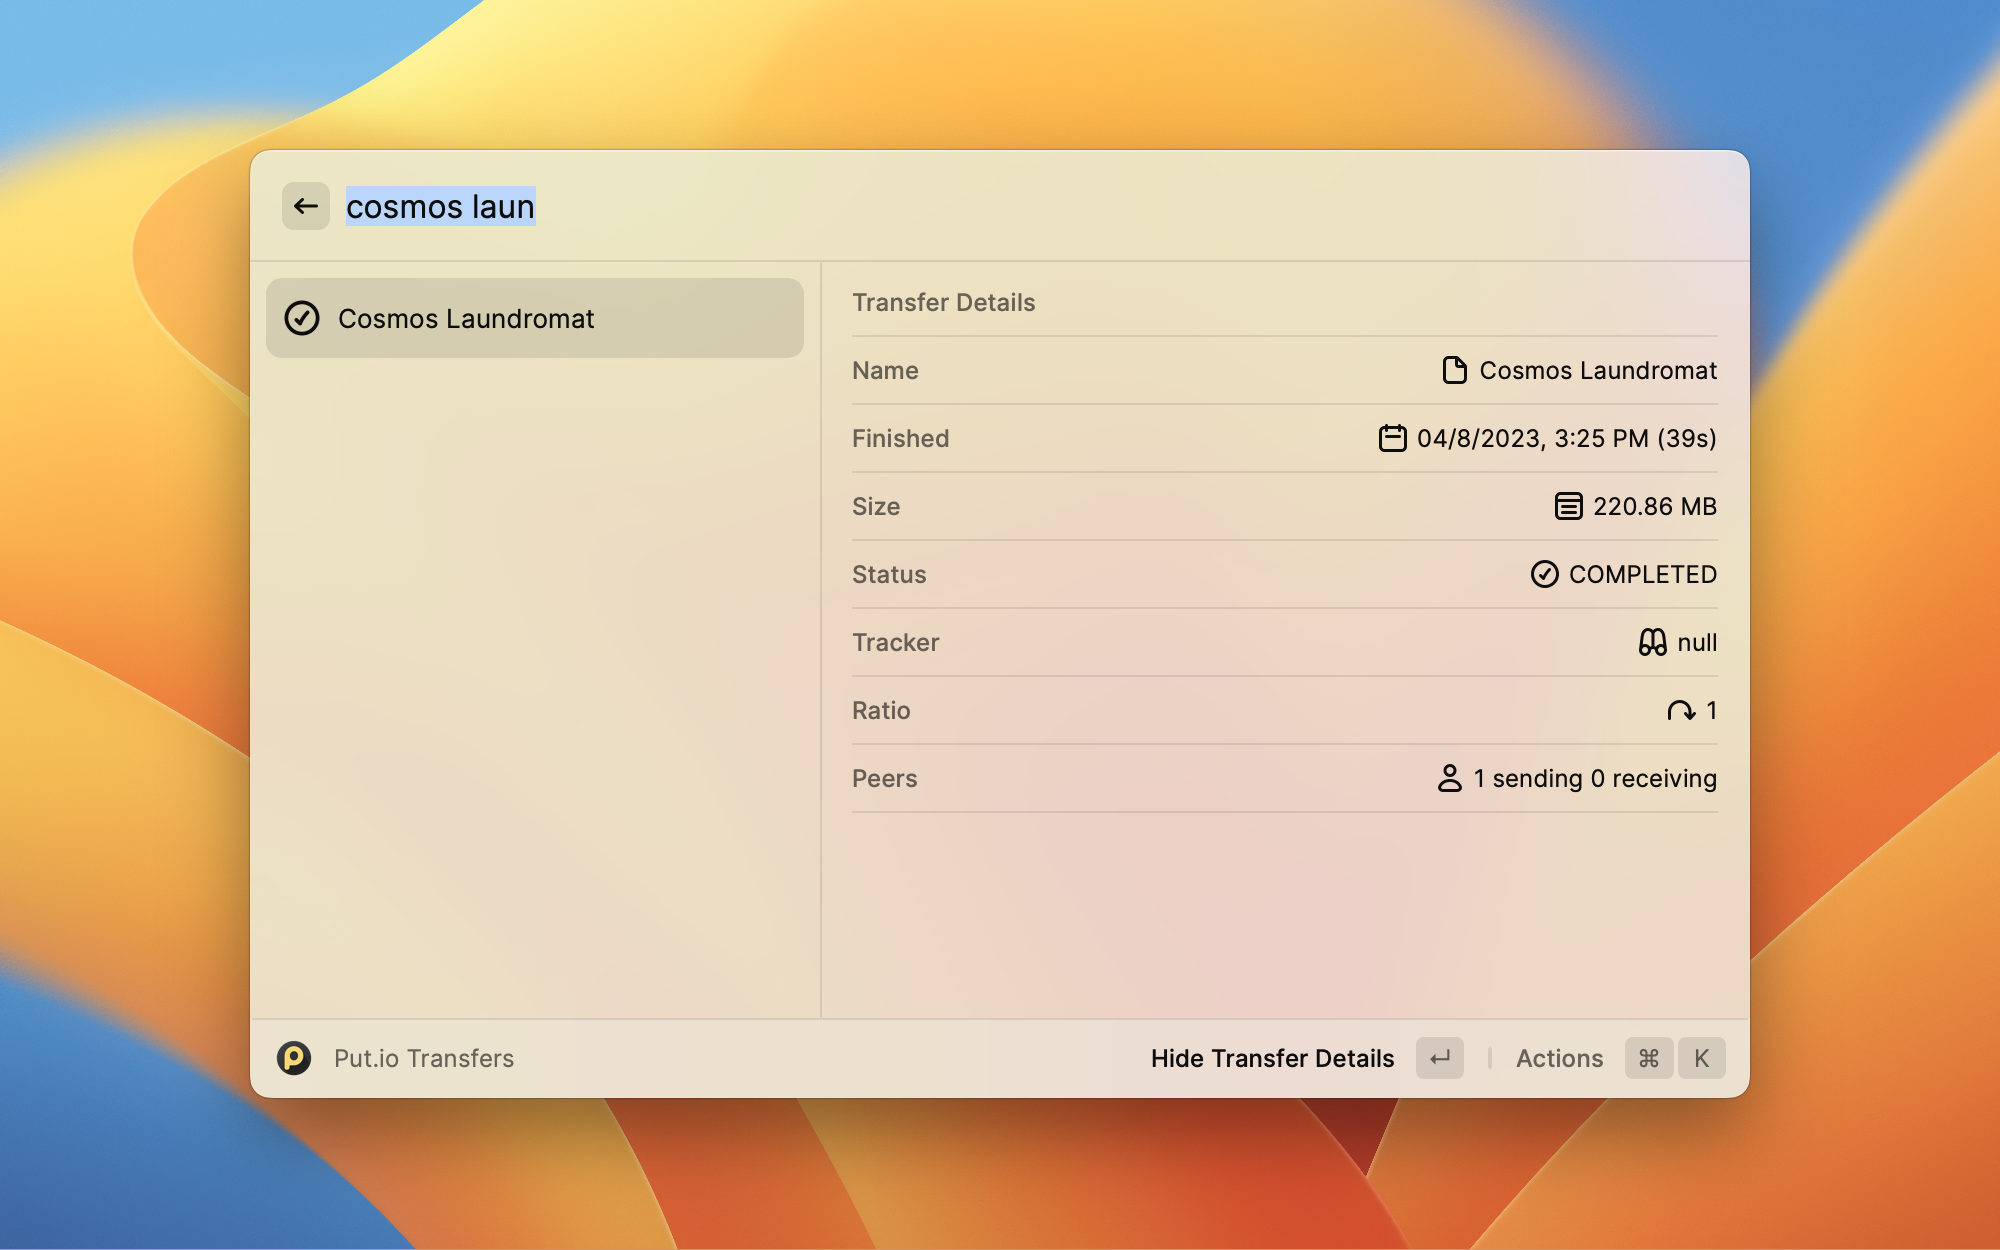 cosmos laun
Cosmos Laundromat
Transfer Details
Name Cosmos Laundromat
Finished 04/8/2023, 3:25 PM (39s)
Size 220.86 MB
Status COMPLETED
Tracker null
Ratio 1
Peers 1 sending 0 receiving
Put.io Transfers Hide Transfer Details ↵ Actions ⌘ K